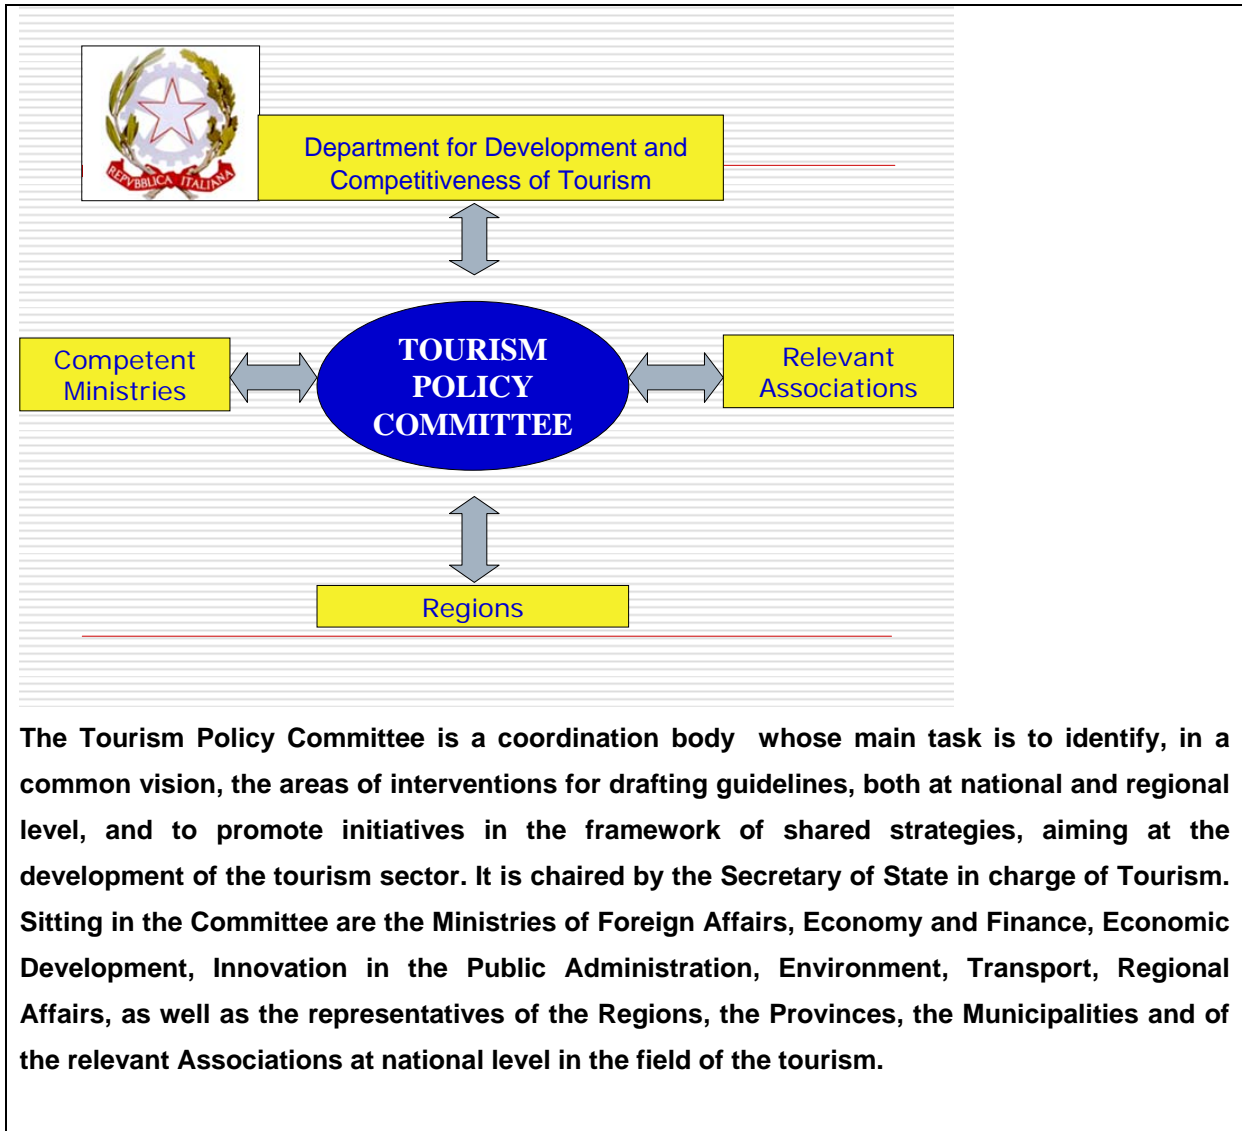 REPVBBLICA ITALIANA
Department for Development and
Competitiveness of Tourism
Competent
Ministries
TOURISM
POLICY
COMMITTEE
Relevant
Associations
Regions
The Tourism Policy Committee is a coordination body  whose main task is to identify, in a
common vision, the areas of interventions for drafting guidelines, both at national and regional
level, and to promote initiatives in the framework of shared strategies, aiming at the
development of the tourism sector. It is chaired by the Secretary of State in charge of Tourism.
Sitting in the Committee are the Ministries of Foreign Affairs, Economy and Finance, Economic
Development, Innovation in the Public Administration, Environment, Transport, Regional
Affairs, as well as the representatives of the Regions, the Provinces, the Municipalities and of
the relevant Associations at national level in the field of the tourism.